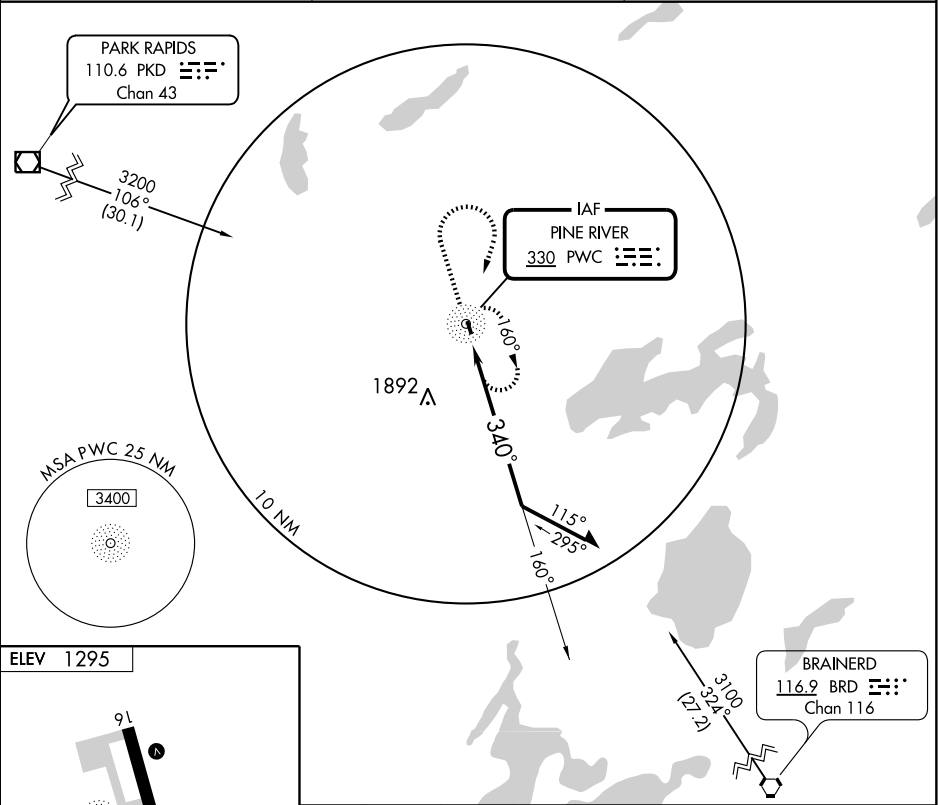 PARK RAPIDS
110.6 PKD
Chan 43
3200
106°
(30.1)
IAF
PINE RIVER
330 PWC
160°
1892
340°
MSA PWC 25 NM
3400
10 NM
115°
295°
160°
ELEV 1295
16
V
3100
324°
(27.2)
BRAINERD
116.9 BRD
Chan 116